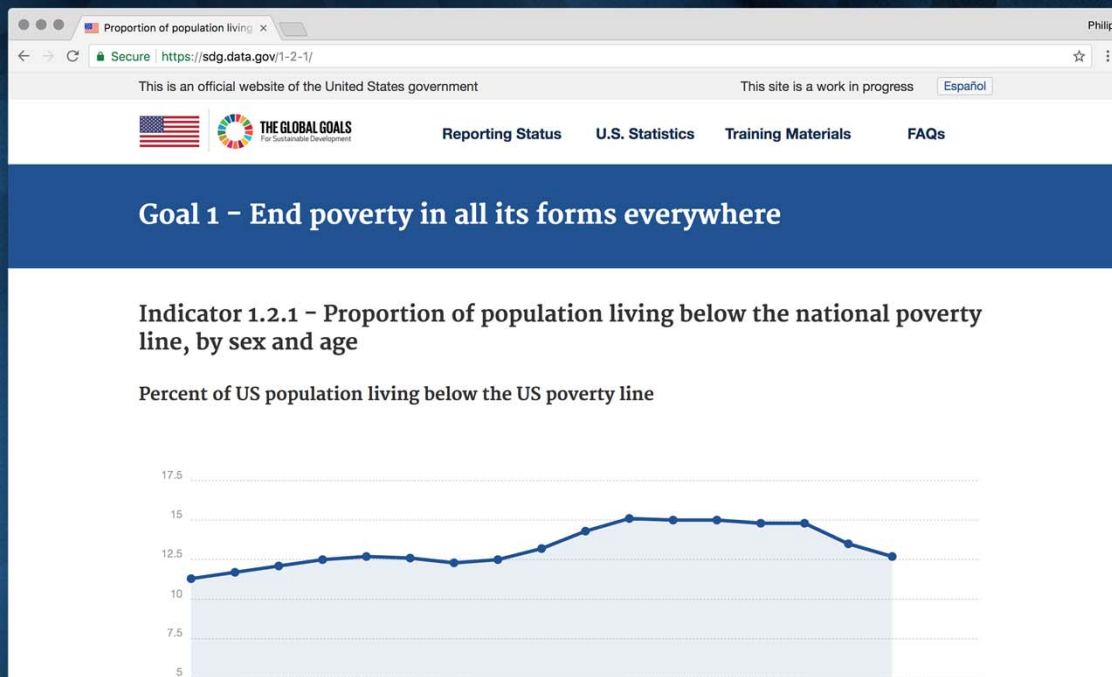 Proportion of population living
Philip
Secure https://sdg.data.gov/1-2-1/
This is an official website of the United States government
This site is a work in progress
Español
THE GLOBAL GOALS
For Sustainable Development
Reporting Status
U.S. Statistics
Training Materials
FAQs
Goal 1 - End poverty in all its forms everywhere
Indicator 1.2.1 - Proportion of population living below the national poverty
line, by sex and age
Percent of US population living below the US poverty line
17.5
15
12.5
10
7.5
5